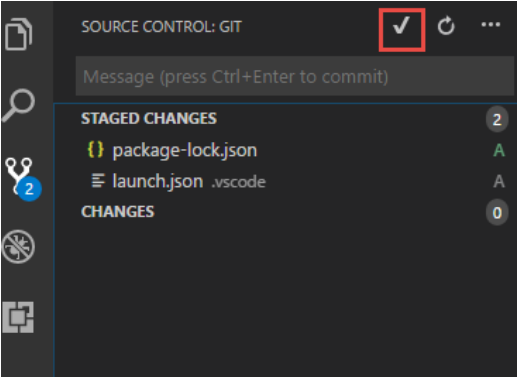 SOURCE CONTROL: GIT
Message (press Ctrl+Enter to commit)
STAGED CHANGES 2
{} package-lock.json A
launch.json .vscode A
CHANGES 0
2